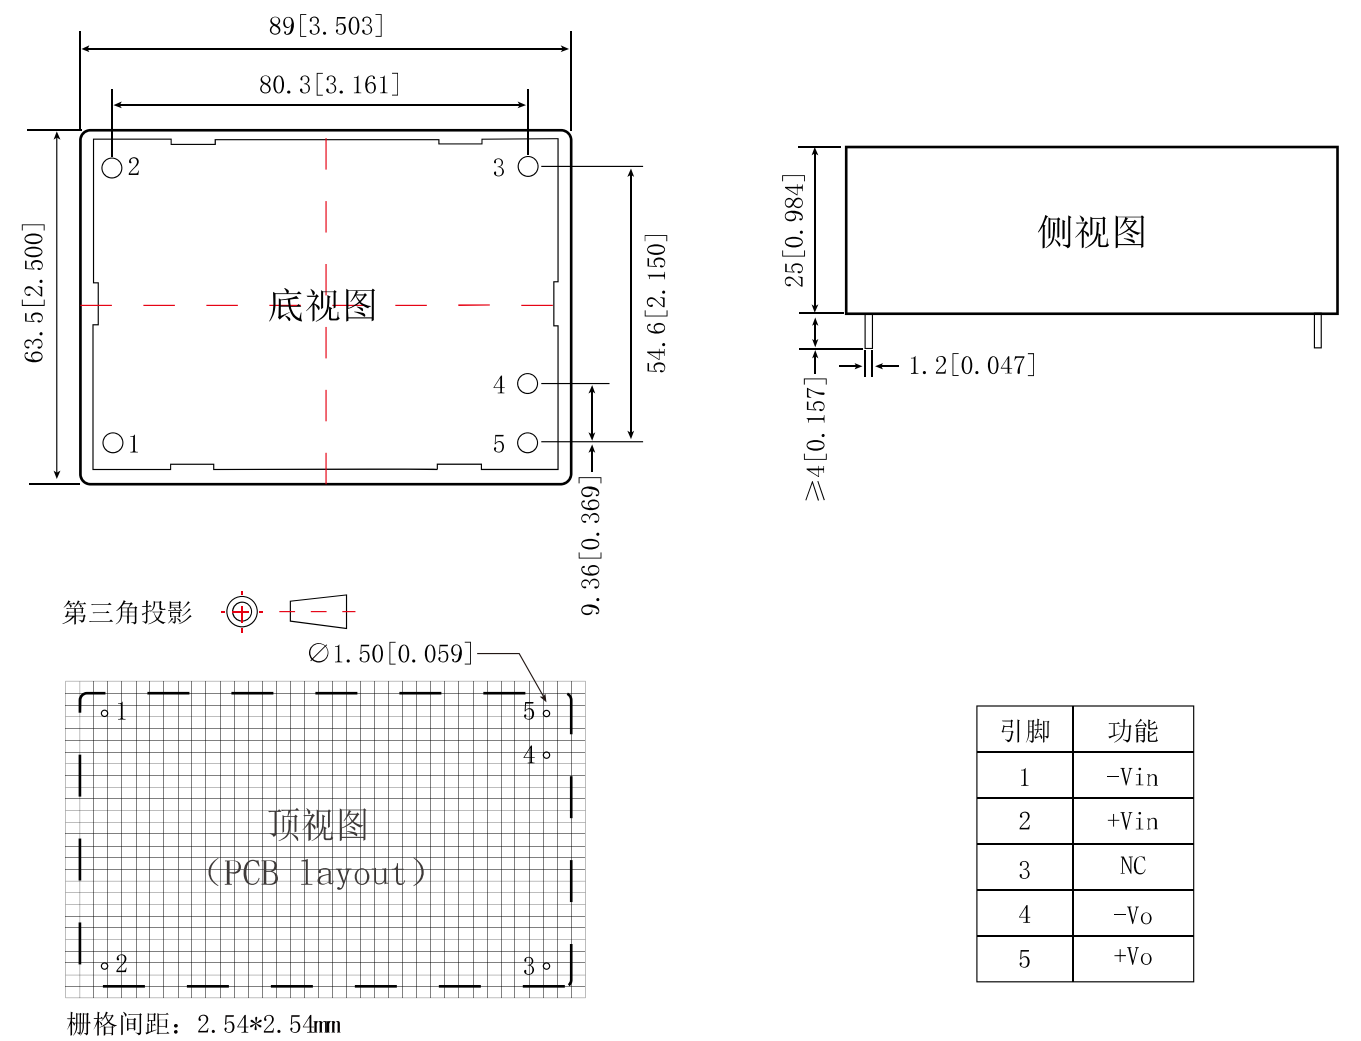 89[3.503]
80.3[3.161]
2
3
63.5[2.500]
底视图
54.6[2.150]
4
1
5
9.36[0.369]
25[0.984]
侧视图
1.2[0.047]
≥4[0.157]
第三角投影
∅1.50[0.059]
1
5
4
顶视图
（PCB layout）
2
3
栅格间距：2.54*2.54mm
引脚 功能
1 -Vin
2 +Vin
3 NC
4 -Vo
5 +Vo